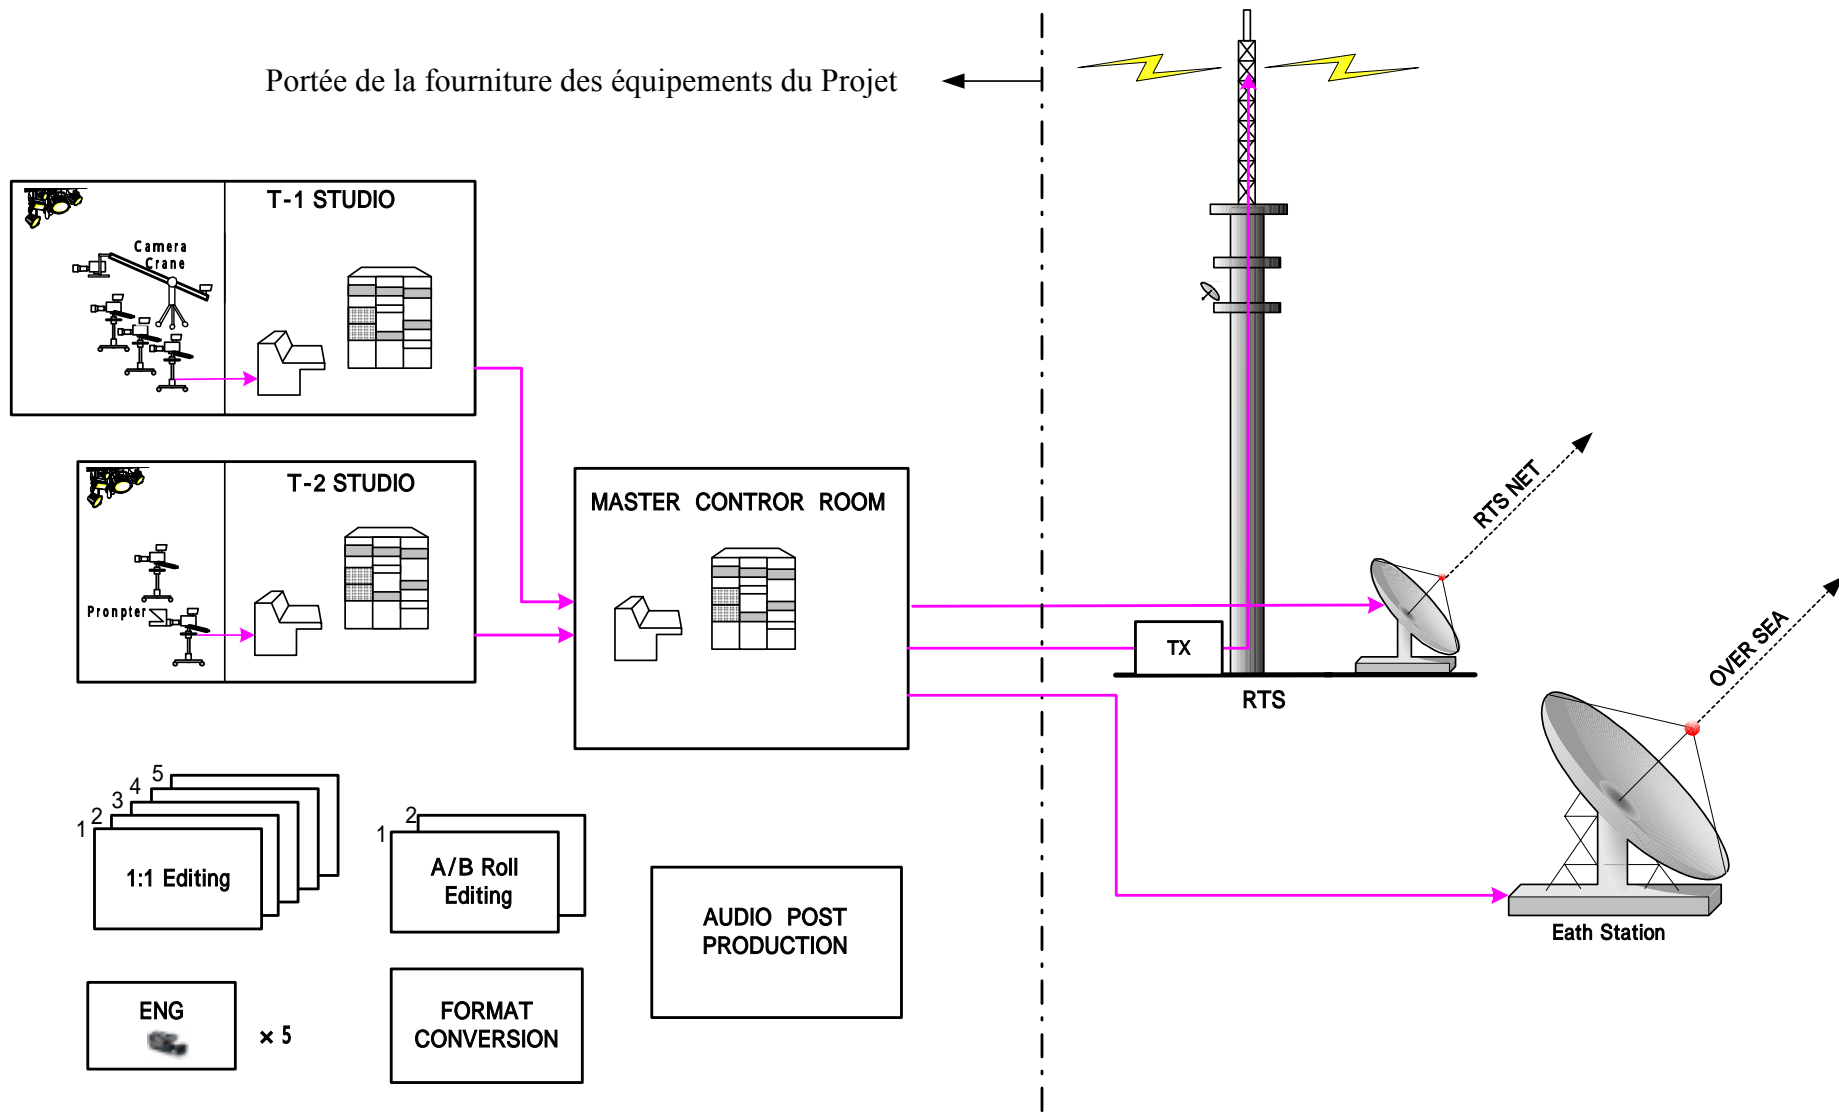 Portée de la fourniture des équipements du Projet
T-1 STUDIO
Camera
Crane
T-2 STUDIO
Pronpter
MASTER CONTROR ROOM
TX
RTS
RTS NET
OVER SEA
Eath Station
1 2 3 4 5
1:1 Editing
1 2
A/B Roll
Editing
AUDIO POST
PRODUCTION
ENG
× 5
FORMAT
CONVERSION